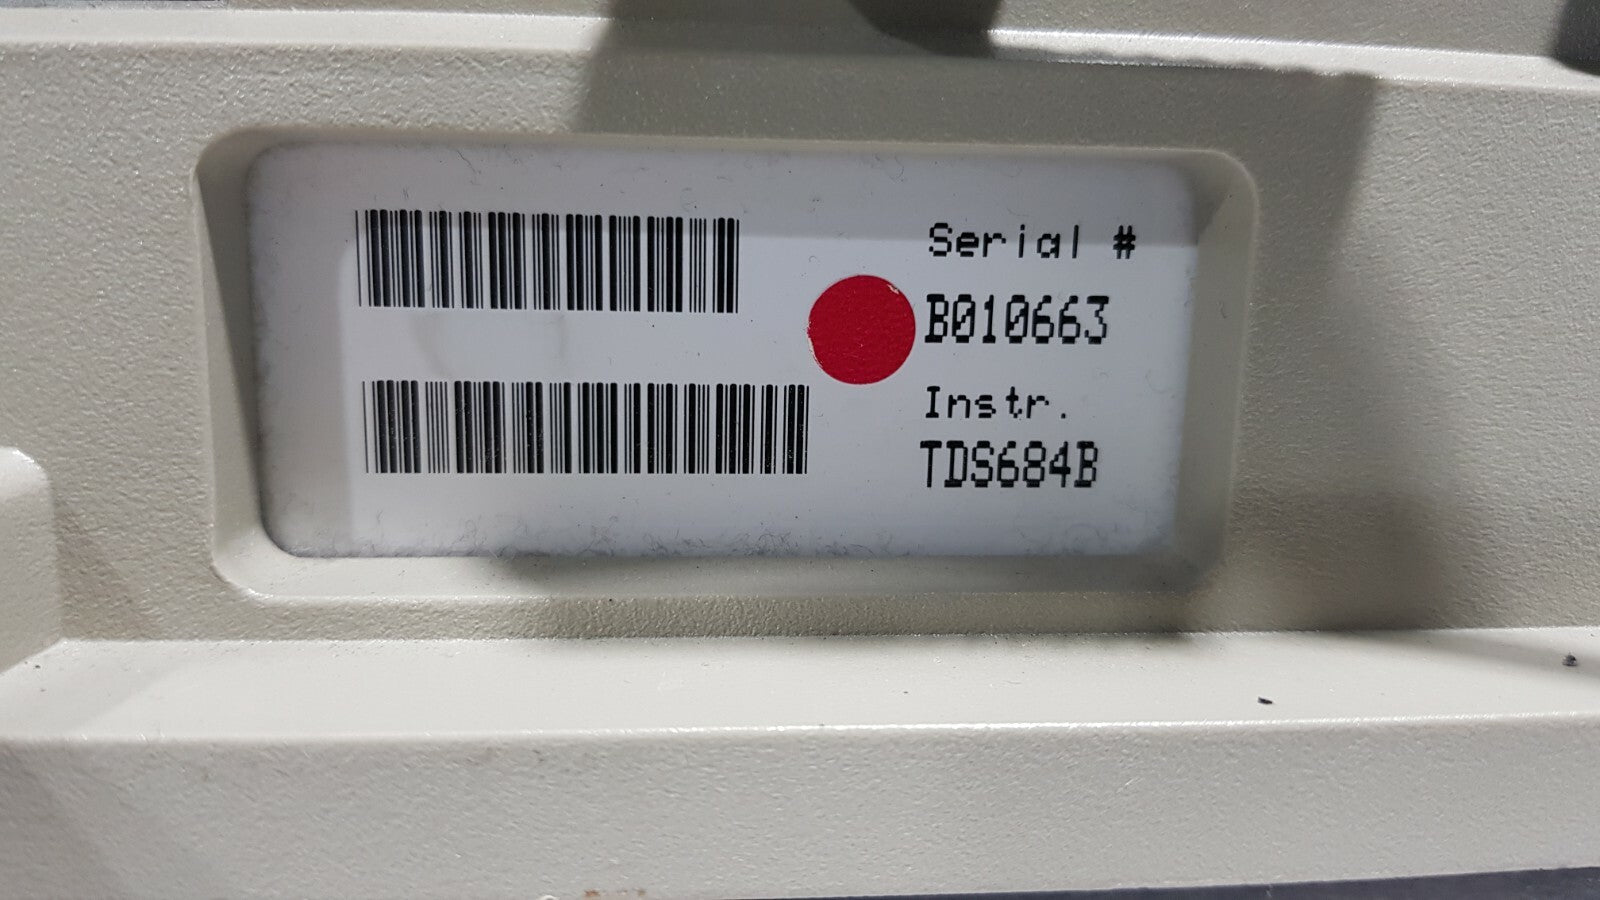 Serial #
B010663
Instr.
TDS684B